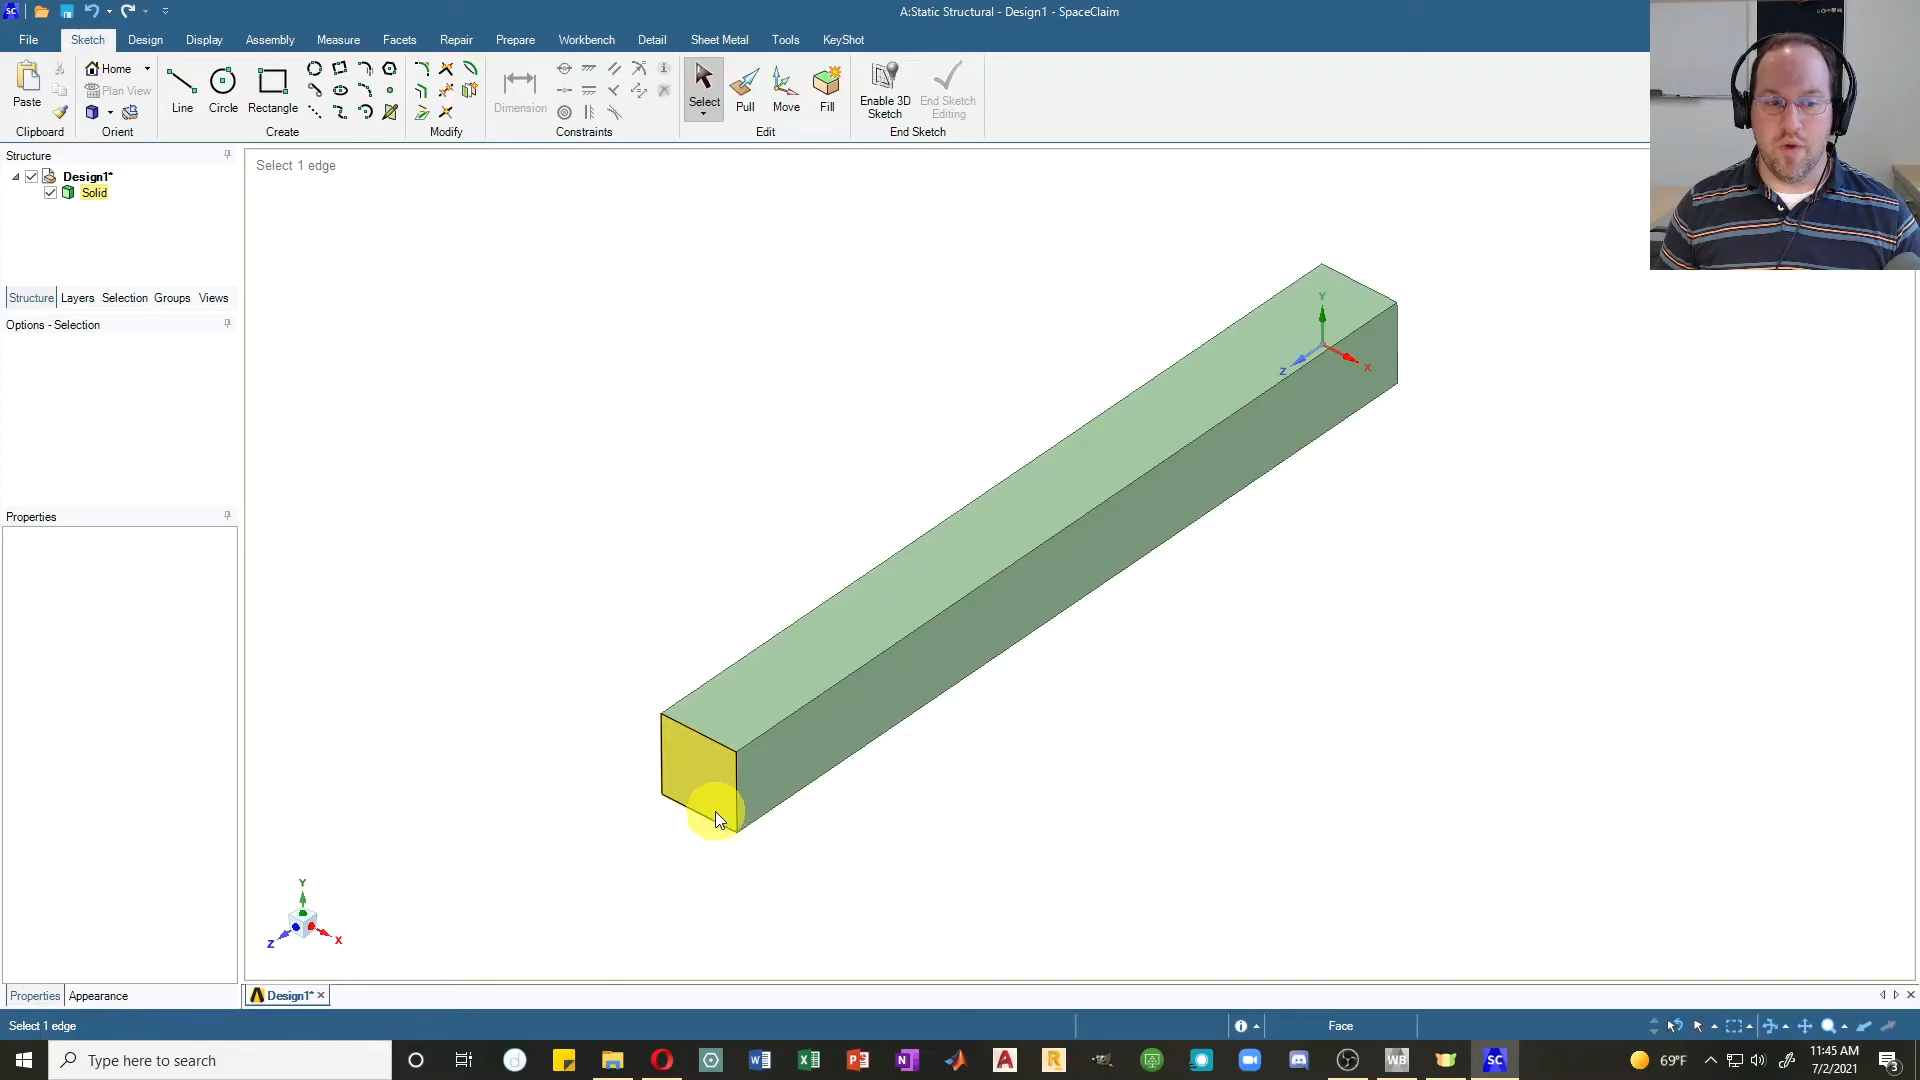 A:Static Structural - Design1 - SpaceClaim
File Sketch Design Display Assembly Measure Facets Repair Prepare Workbench Detail Sheet Metal Tools KeyShot
Paste
Home
Plan View
Line
Circle
Rectangle
Dimension
Select
Pull
Move
Fill
Enable 3D Sketch
End Sketch Editing
Clipboard Orient Create Modify Constraints Edit End Sketch
Structure
Design1*
Solid
Structure Layers Selection Groups Views
Options - Selection
Properties
Properties Appearance
Select 1 edge
Y
Z
X
Y
Z
X
Design1*
Select 1 edge
Face
Type here to search
69°F
11:45 AM
7/2/2021
3